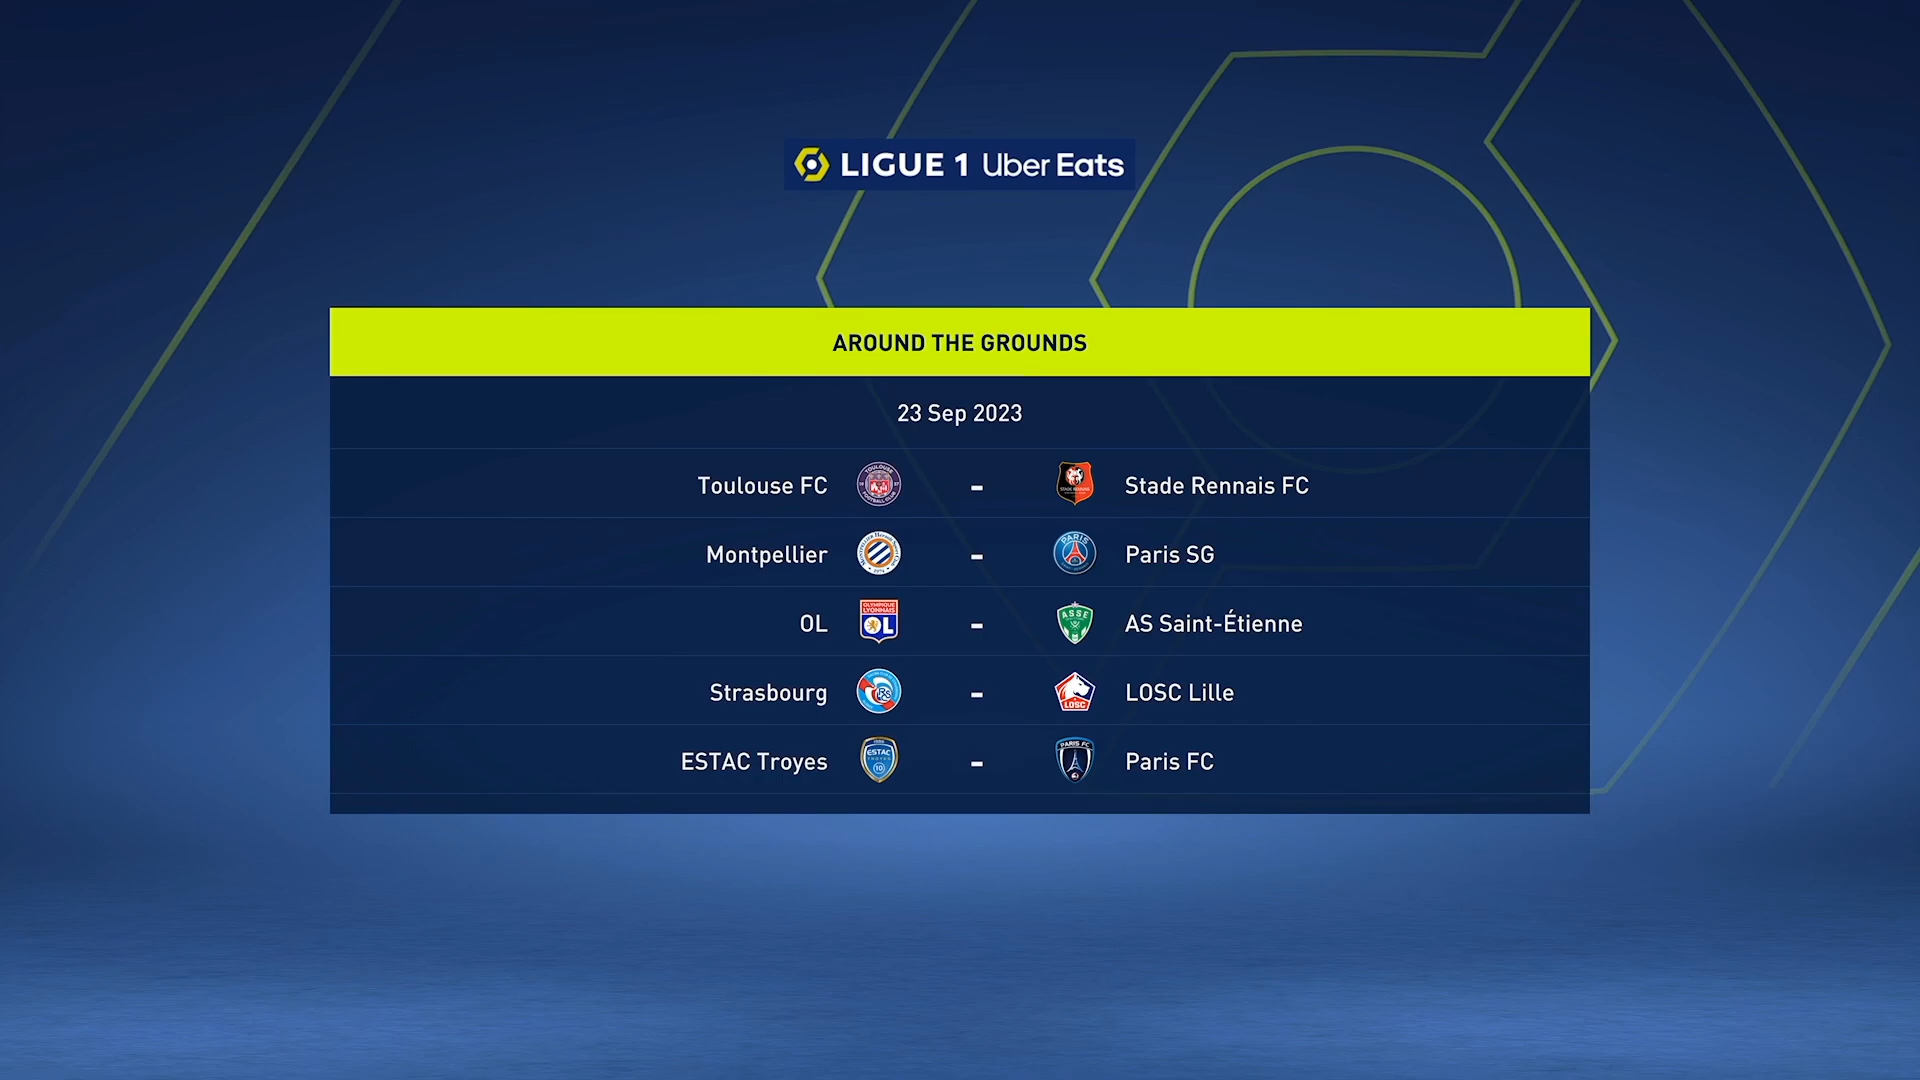 LIGUE 1 Uber Eats
AROUND THE GROUNDS
23 Sep 2023
Toulouse FC - Stade Rennais FC
Montpellier - Paris SG
OL - AS Saint-Étienne
Strasbourg - LOSC Lille
ESTAC Troyes - Paris FC